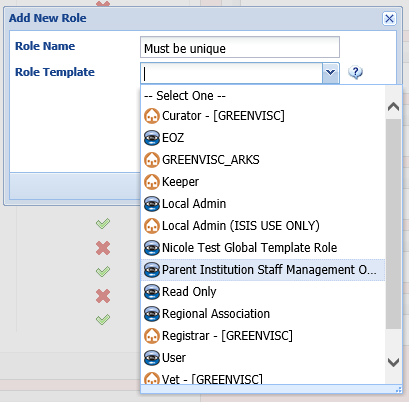 Add New Role
Role Name Must be unique
Role Template
-- Select One --
Curator - [GREENVISC]
EOZ
GREENVISC_ARKS
Keeper
Local Admin
Local Admin (ISIS USE ONLY)
Nicole Test Global Template Role
Parent Institution Staff Management O...
Read Only
Regional Association
Registrar - [GREENVISC]
User
Vet - [GREENVISC]